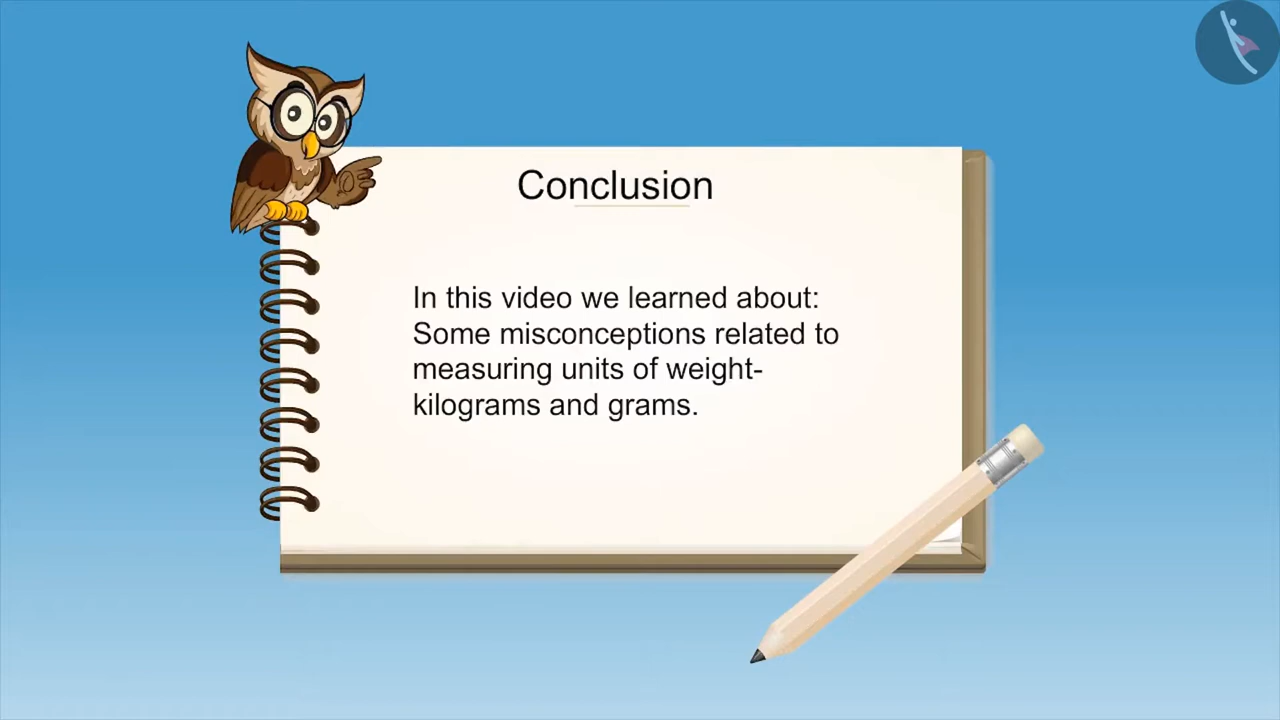 Conclusion
In this video we learned about:
Some misconceptions related to
measuring units of weight-
kilograms and grams.